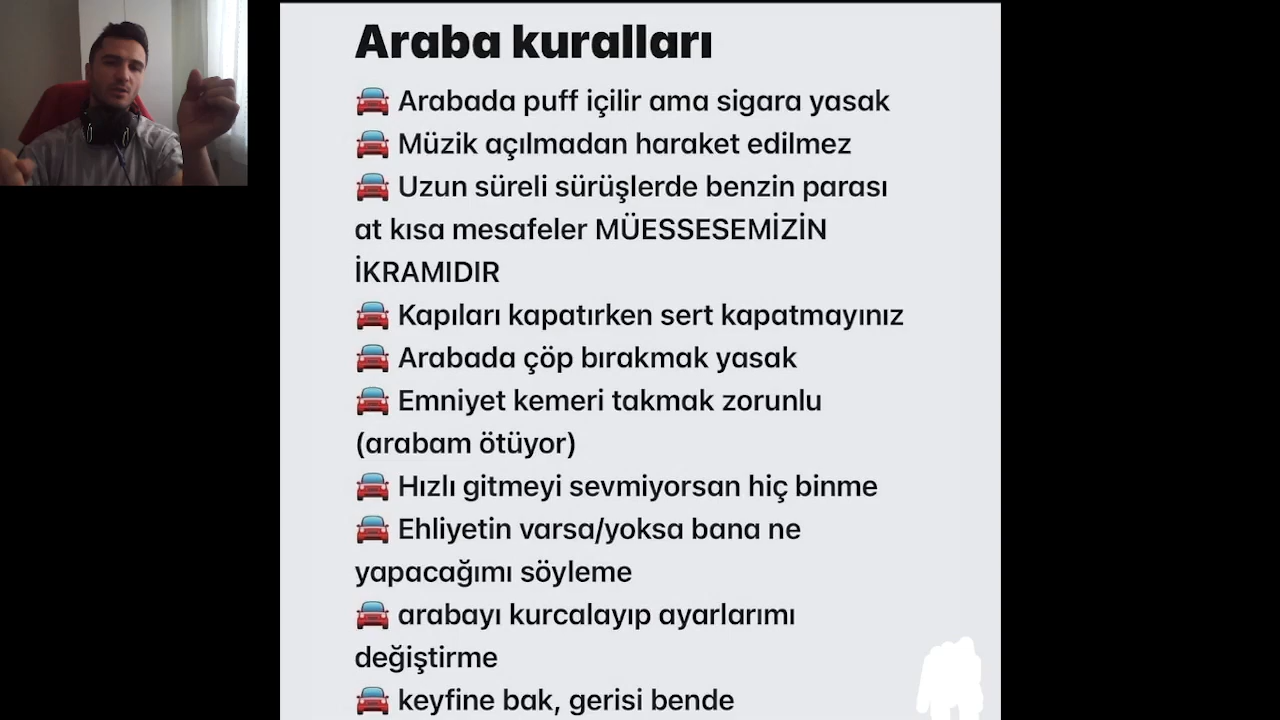 Araba kuralları
🚘 Arabada puff içilir ama sigara yasak
🚘 Müzik açılmadan haraket edilmez
🚘 Uzun süreli sürüşlerde benzin parası
at kısa mesafeler MÜESSESEMİZİN
İKRAMIDIR
🚘 Kapıları kapatırken sert kapatmayınız
🚘 Arabada çöp bırakmak yasak
🚘 Emniyet kemeri takmak zorunlu
(arabam ötüyor)
🚘 Hızlı gitmeyi sevmiyorsan hiç binme
🚘 Ehliyetin varsa/yoksa bana ne
yapacağımı söyleme
🚘 arabayı kurcalayıp ayarlarımı
değiştirme
🚘 keyfine bak, gerisi bende